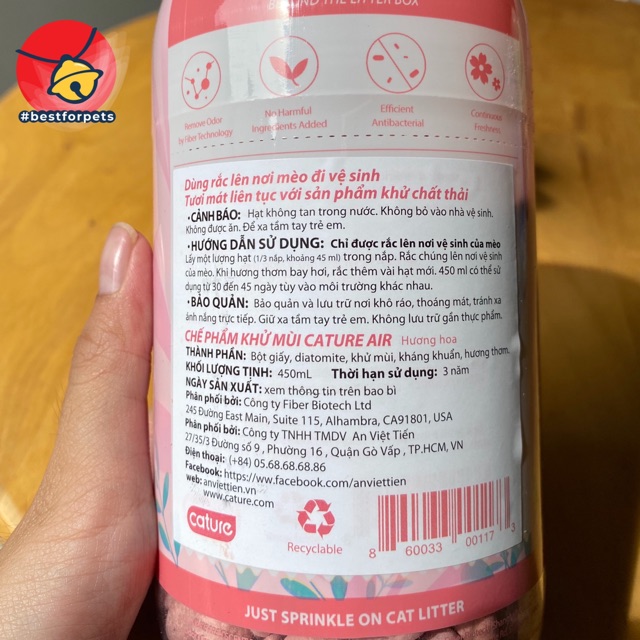 #bestforpets
BEYOND THE LITTER BOX
Remove Odor
by Fiber Technology
No Harmful
Ingredients Added
Efficient
Antibacterial
Continuous
Freshness
Dùng rắc lên nơi mèo đi vệ sinh
Tươi mát liên tục với sản phẩm khử chất thải
•CẢNH BÁO: Hạt không tan trong nước. Không bỏ vào nhà vệ sinh.
Không được ăn. Để xa tầm tay trẻ em.
•HƯỚNG DẪN SỬ DỤNG: Chỉ được rắc lên nơi vệ sinh của mèo
Lấy một lượng hạt (1/3 nắp, khoảng 45 ml) trong nắp. Rắc chúng lên nơi vệ sinh
của mèo. Khi hương thơm bay hơi, rắc thêm vài hạt mới. 450 ml có thể sử
dụng từ 30 đến 45 ngày tùy vào môi trường khác nhau.
•BẢO QUẢN: Bảo quản và lưu trữ nơi khô ráo, thoáng mát, tránh xa
ánh nắng trực tiếp. Giữ xa tầm tay trẻ em. Không lưu trữ gần thực phẩm.
CHẾ PHẨM KHỬ MÙI CATURE AIR Hương hoa
THÀNH PHẦN: Bột giấy, diatomite, khử mùi, kháng khuẩn, hương thơm.
KHỐI LƯỢNG TỊNH: 450mL Thời hạn sử dụng: 3 năm
NGÀY SẢN XUẤT: xem thông tin trên bao bì
Phân phối bởi: Công ty Fiber Biotech Ltd
245 Đường East Main, Suite 115, Alhambra, CA91801, USA
Phân phối bởi: Công ty TNHH TMDV An Việt Tiến
27/35/3 Đường số 9 , Phường 16 , Quận Gò Vấp , TP.HCM, VN
Điện thoại: (+84) 05.68.68.68.86
Facebook: https://ww.facebook.com/anviettien
web: anviettien.vn
www.cature.com
cature
Recyclable
8 60033 00117 3
JUST SPRINKLE ON CAT LITTER